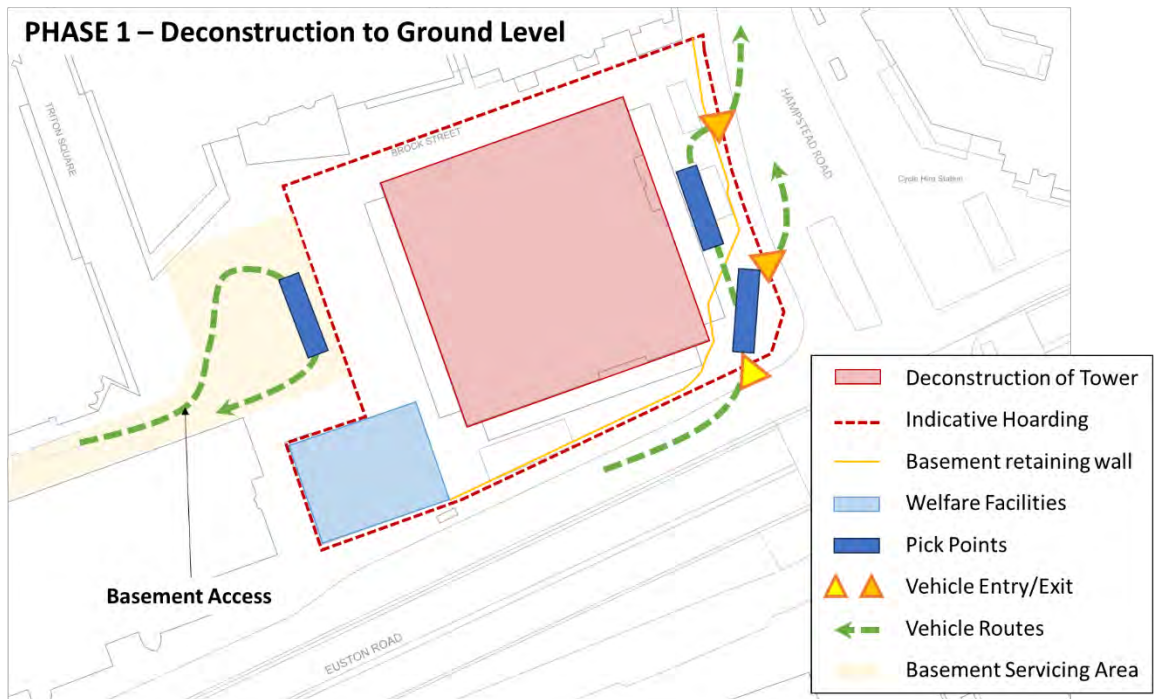 PHASE 1 – Deconstruction to Ground Level
TRITON SQUARE
BROCK STREET
HAMPSTEAD ROAD
Cycle Hire Station
Basement Access
EUSTON ROAD
Deconstruction of Tower
Indicative Hoarding
Basement retaining wall
Welfare Facilities
Pick Points
Vehicle Entry/Exit
Vehicle Routes
Basement Servicing Area